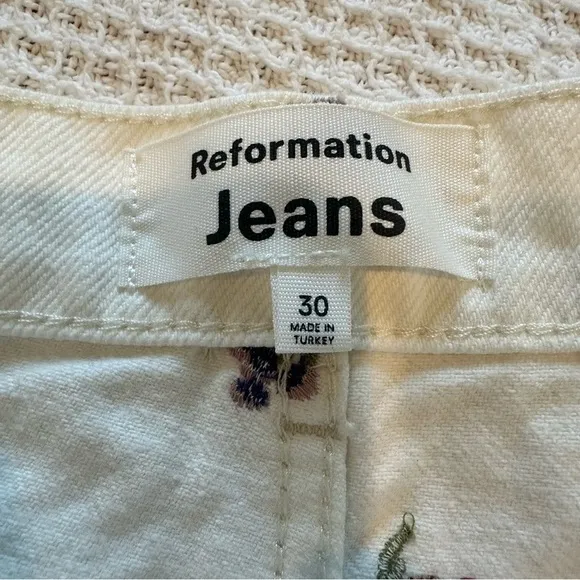 Reformation
Jeans
30
MADE IN
TURKEY